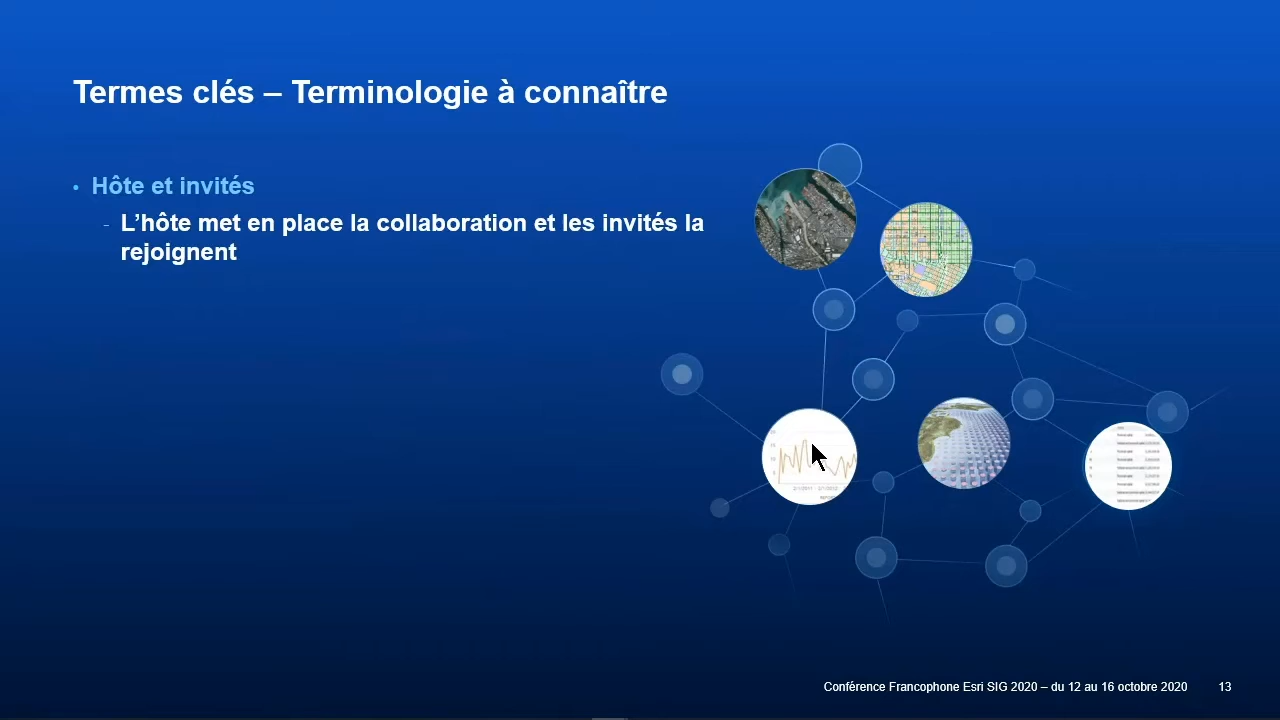 Termes clés – Terminologie à connaître
• Hôte et invités
- L’hôte met en place la collaboration et les invités la
rejoignent
Conférence Francophone Esri SIG 2020 – du 12 au 16 octobre 2020 13